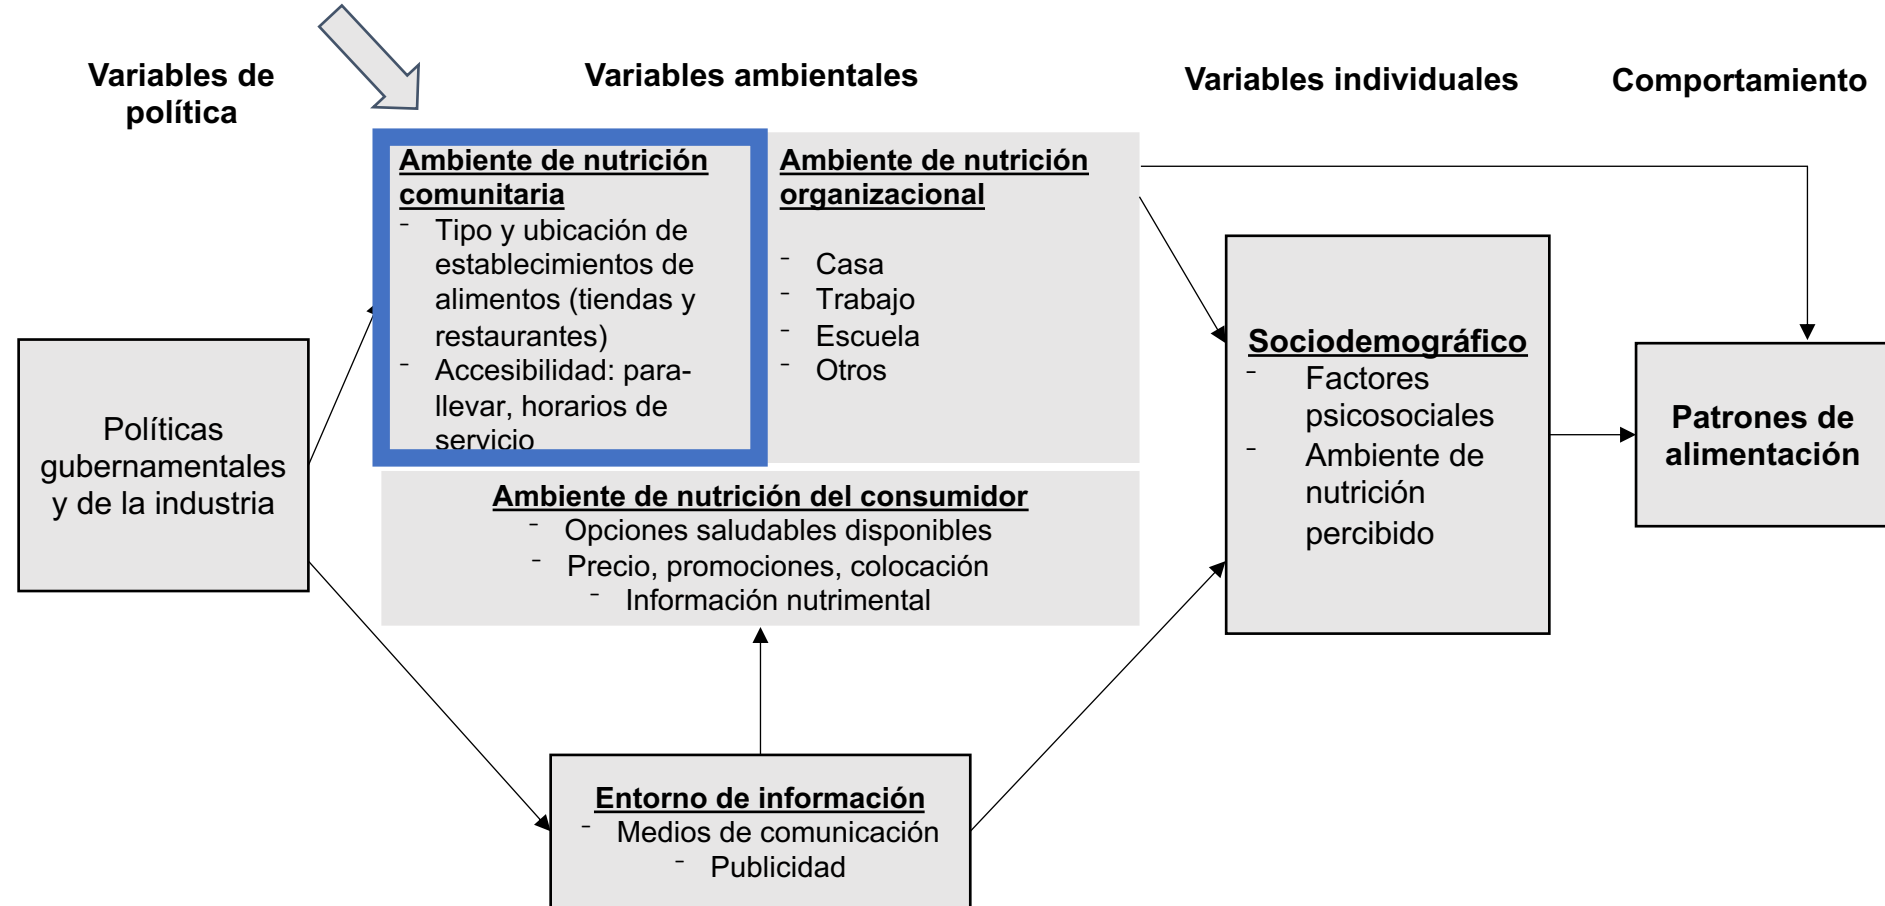 Variables de
política
Variables ambientales
Variables individuales
Comportamiento
Ambiente de nutrición
comunitaria
- Tipo y ubicación de
establecimientos de
alimentos (tiendas y
restaurantes)
- Accesibilidad: para-
llevar, horarios de
servicio
Ambiente de nutrición
organizacional
- Casa
- Trabajo
- Escuela
- Otros
Políticas
gubernamentales
y de la industria
Ambiente de nutrición del consumidor
- Opciones saludables disponibles
- Precio, promociones, colocación
- Información nutrimental
Sociodemográfico
- Factores
psicosociales
- Ambiente de
nutrición
percibido
Patrones de
alimentación
Entorno de información
- Medios de comunicación
- Publicidad